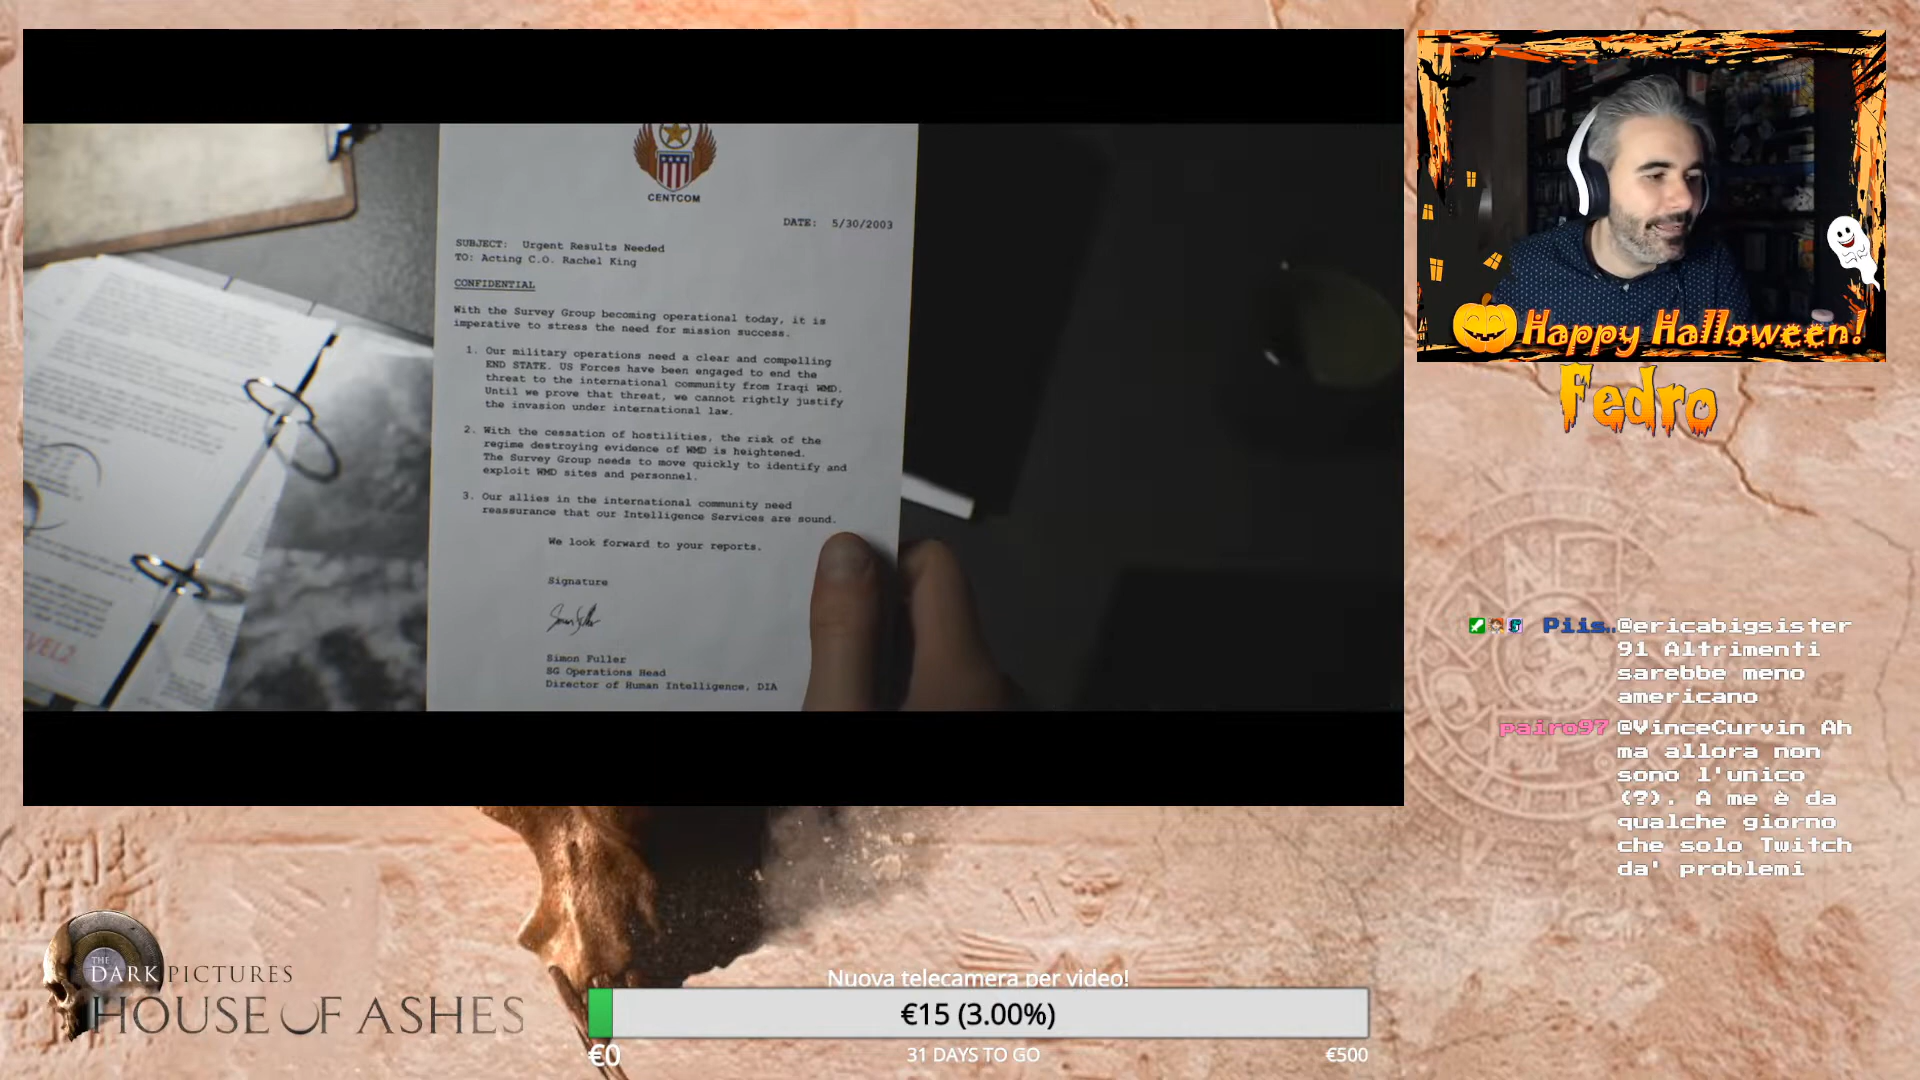 CENTCOM
DATE: 5/30/2003
SUBJECT: Urgent Results Needed
TO: Acting C.O. Rachel King
CONFIDENTIAL
With the Survey Group becoming operational today, it is
imperative to stress the need for mission success.
1. Our military operations need a clear and compelling
END STATE. US Forces have been engaged to end the
threat to the international community from Iraqi WMD.
Until we prove that threat, we cannot rightly justify
the invasion under international law.
2. With the cessation of hostilities, the risk of the
regime destroying evidence of WMD is heightened.
The Survey Group needs to move quickly to identify and
exploit WMD sites and personnel.
3. Our allies in the international community need
reassurance that our Intelligence Services are sound.
We look forward to your reports.
Signature
Simon Fuller
SG Operations Head
Director of Human Intelligence, DIA
Happy Halloween!
Fedro
Piis.. @ericabigsister
91 Altrimenti
sarebbe meno
americano
pairo97 @VinceCurvin Ah
ma allora non
sono l'unico
(?). A me è da
qualche giorno
che solo Twitch
da' problemi
THE
DARK PICTURES
HOUSE OF ASHES
Nuova telecamera per video!
€15 (3.00%)
€0
31 DAYS TO GO
€500